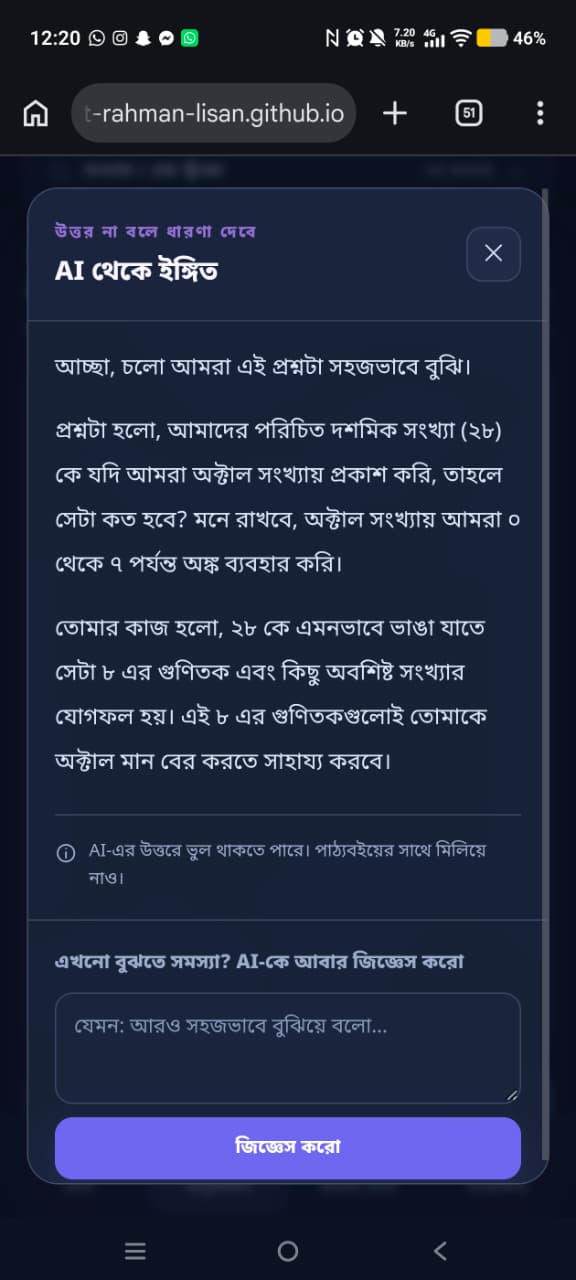 12:20
7.20 KB/s 4G 46%
t-rahman-lisan.github.io
51
উত্তর না বলে ধারণা দেবে
AI থেকে ইঙ্গিত
আচ্ছা, চলো আমরা এই প্রশ্নটা সহজভাবে বুঝি।
প্রশ্নটা হলো, আমাদের পরিচিত দশমিক সংখ্যা (২৮)
কে যদি আমরা অক্টাল সংখ্যায় প্রকাশ করি, তাহলে
সেটা কত হবে? মনে রাখবে, অক্টাল সংখ্যায় আমরা ০
থেকে ৭ পর্যন্ত অঙ্ক ব্যবহার করি।
তোমার কাজ হলো, ২৮ কে এমনভাবে ভাঙা যাতে
সেটা ৮ এর গুণিতক এবং কিছু অবশিষ্ট সংখ্যার
যোগফল হয়। এই ৮ এর গুণিতকগুলোই তোমাকে
অক্টাল মান বের করতে সাহায্য করবে।
AI-এর উত্তরে ভুল থাকতে পারে। পাঠ্যবইয়ের সাথে মিলিয়ে
নাও।
এখনো বুঝতে সমস্যা? AI-কে আবার জিজ্ঞেস করো
যেমন: আরও সহজভাবে বুঝিয়ে বলো...
জিজ্ঞেস করো